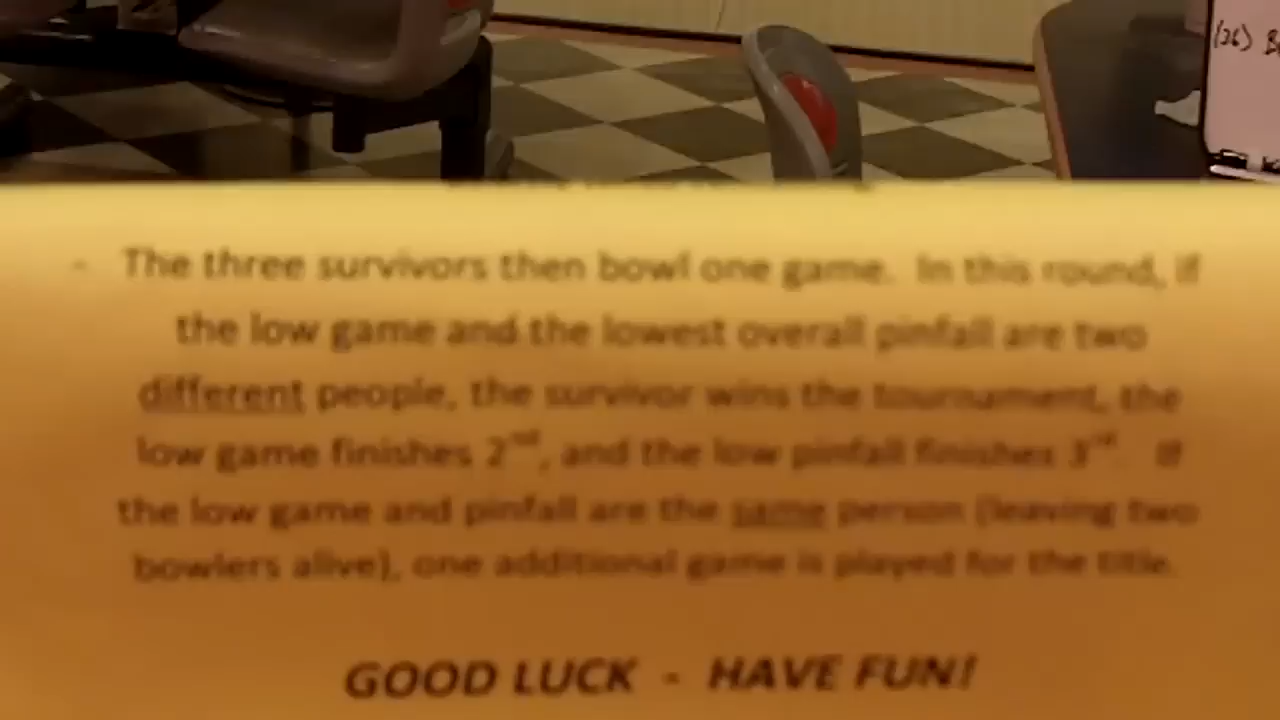 (26) B
- The three survivors then bowl one game. In this round, if
the low game and the lowest overall pinfall are two
different people, the survivor wins the tournament, the
low game finishes 2nd, and the low pinfall finishes 3rd. If
the low game and pinfall are the same person (leaving two
bowlers alive), one additional game is played for the title.
GOOD LUCK - HAVE FUN!